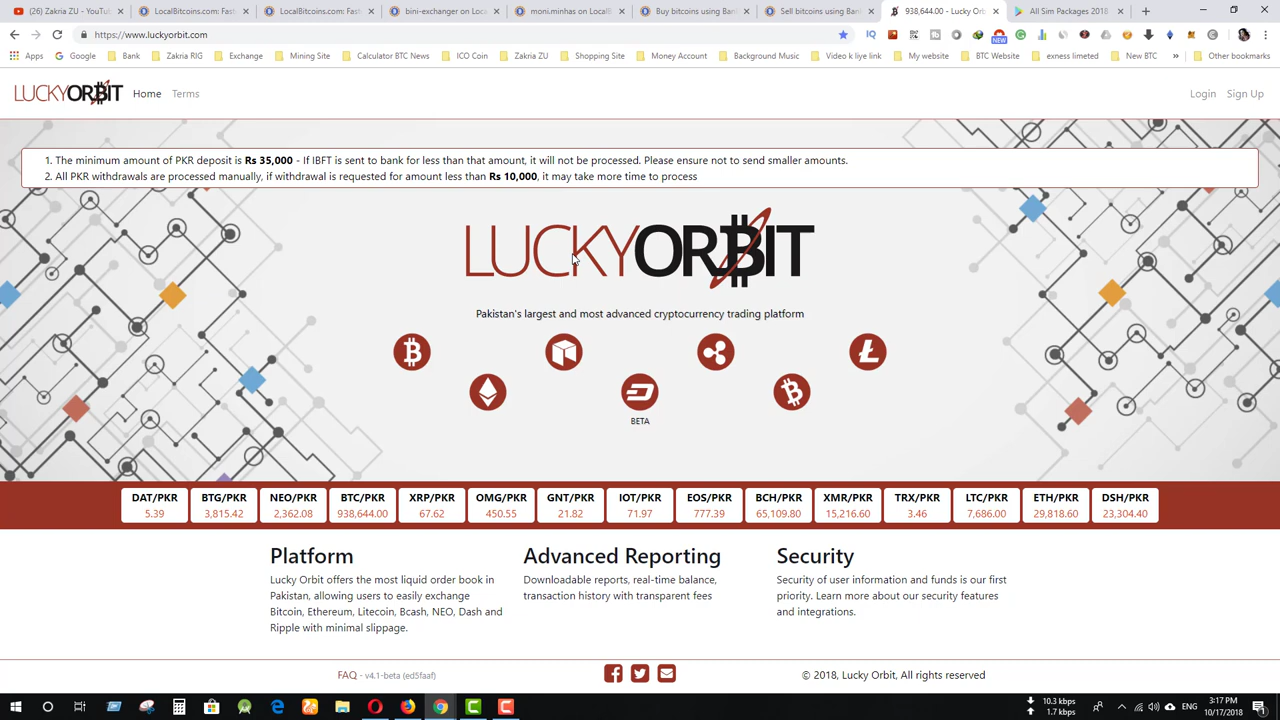 (26) Zakria ZU - YouTu
LocalBitcoins.com: Fast
LocalBitcoins.com: Fast
bini-exchanger on Loca
moni.minhas on LocalB
Buy bitcoins using Ban
Sell bitcoins using Ban
938,644.00 - Lucky Orb
All Sim Packages 2018
https://www.luckyorbit.com
NEW
Apps
Google
Bank
Zakria RIG
Exchange
Mining Site
Calculator BTC News
ICO Coin
Zakria ZU
Shopping Site
Money Account
Background Music
Video k liye link
My website
BTC Website
exness limeted
New BTC
Other bookmarks
LUCKYORBIT
Home
Terms
Login
Sign Up
1. The minimum amount of PKR deposit is Rs 35,000 - If IBFT is sent to bank for less than that amount, it will not be processed. Please ensure not to send smaller amounts.
2. All PKR withdrawals are processed manually, if withdrawal is requested for amount less than Rs 10,000, it may take more time to process
LUCKYORBIT
Pakistan's largest and most advanced cryptocurrency trading platform
BETA
DAT/PKR BTG/PKR NEO/PKR BTC/PKR XRP/PKR OMG/PKR GNT/PKR IOT/PKR EOS/PKR BCH/PKR XMR/PKR TRX/PKR LTC/PKR ETH/PKR DSH/PKR
5.39 3,815.42 2,362.08 938,644.00 67.62 450.55 21.82 71.97 777.39 65,109.80 15,216.60 3.46 7,686.00 29,818.60 23,304.40
Platform
Lucky Orbit offers the most liquid order book in
Pakistan, allowing users to easily exchange
Bitcoin, Ethereum, Litecoin, Bcash, NEO, Dash and
Ripple with minimal slippage.
Advanced Reporting
Downloadable reports, real-time balance,
transaction history with transparent fees
Security
Security of user information and funds is our first
priority. Learn more about our security features
and integrations.
FAQ - v4.1-beta (ed5faaf)
© 2018, Lucky Orbit, All rights reserved
10.3 kbps
1.7 kbps
ENG
3:17 PM
10/17/2018
1